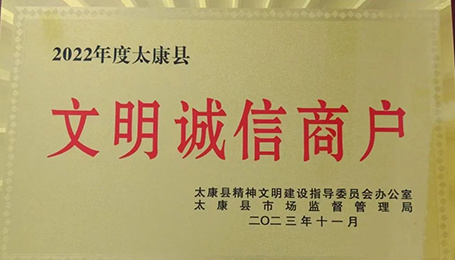 2022年度太康县
文明诚信商户
太康县精神文明建设指导委员会办公室
太康县市场监督管理局
二〇二三年十一月